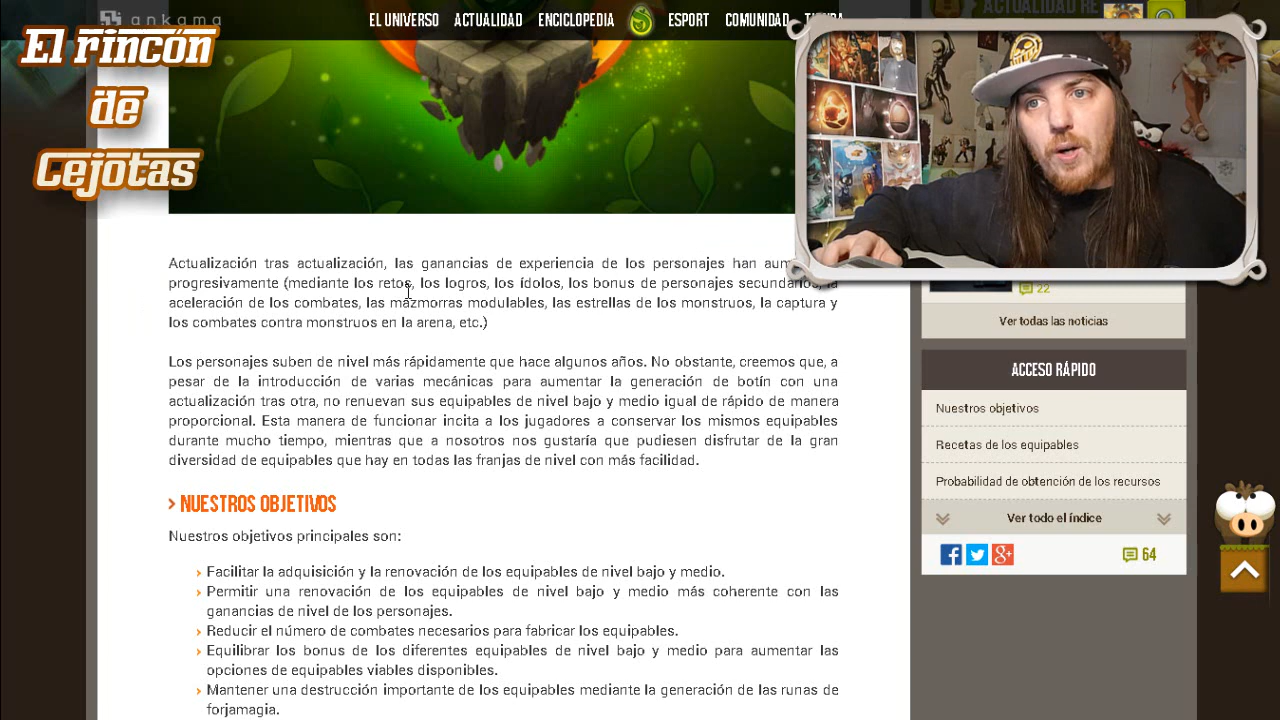 ankama
EL UNIVERSO ACTUALIDAD ENCICLOPEDIA ESPORT COMUNIDAD TIENDA
ACTUALIDAD RE
El rincón
de
Cejotas
Actualización tras actualización, las ganancias de experiencia de los personajes han aum
progresivamente (mediante los retos, los logros, los ídolos, los bonus de personajes secundarios, la
aceleración de los combates, las mazmorras modulables, las estrellas de los monstruos, la captura y
los combates contra monstruos en la arena, etc.)
Los personajes suben de nivel más rápidamente que hace algunos años. No obstante, creemos que, a
pesar de la introducción de varias mecánicas para aumentar la generación de botín con una
actualización tras otra, no renuevan sus equipables de nivel bajo y medio igual de rápido de manera
proporcional. Esta manera de funcionar incita a los jugadores a conservar los mismos equipables
durante mucho tiempo, mientras que a nosotros nos gustaría que pudiesen disfrutar de la gran
diversidad de equipables que hay en todas las franjas de nivel con más facilidad.
> NUESTROS OBJETIVOS
Nuestros objetivos principales son:
› Facilitar la adquisición y la renovación de los equipables de nivel bajo y medio.
› Permitir una renovación de los equipables de nivel bajo y medio más coherente con las
ganancias de nivel de los personajes.
› Reducir el número de combates necesarios para fabricar los equipables.
› Equilibrar los bonus de los diferentes equipables de nivel bajo y medio para aumentar las
opciones de equipables viables disponibles.
› Mantener una destrucción importante de los equipables mediante la generación de las runas de
forjamagia.
22
Ver todas las noticias
ACCESO RÁPIDO
Nuestros objetivos
Recetas de los equipables
Probabilidad de obtención de los recursos
Ver todo el índice
64